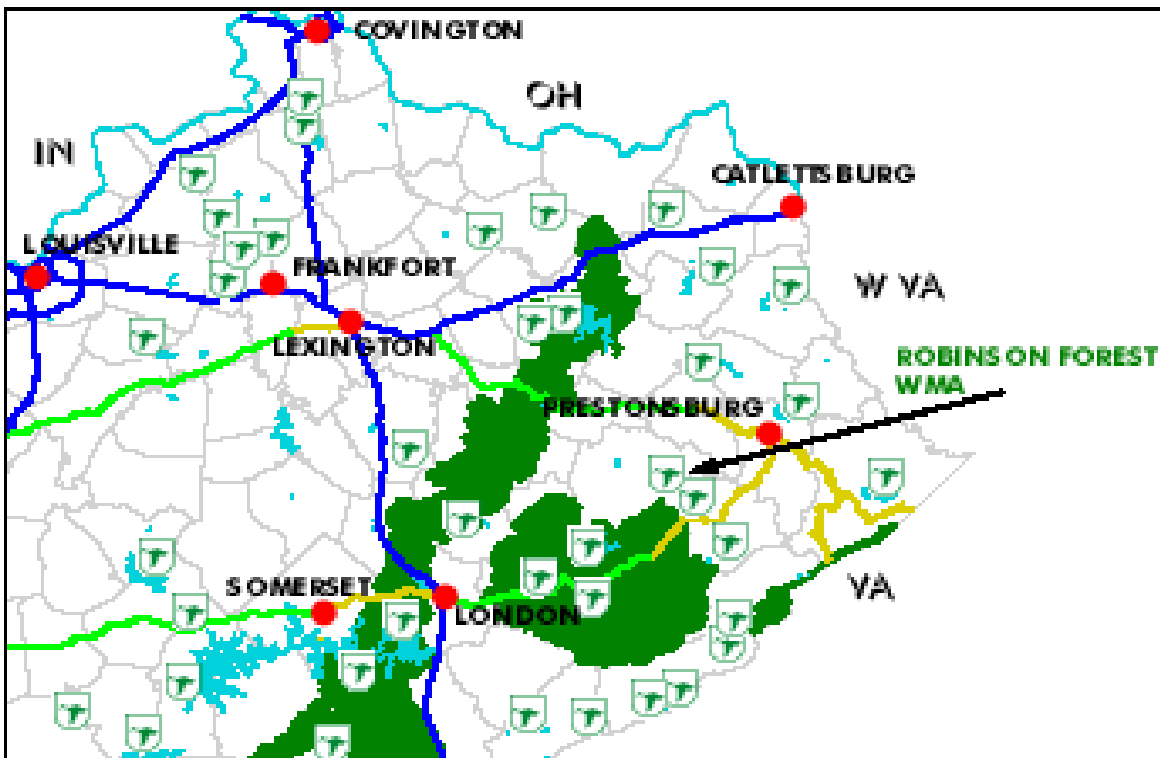 COVINGTON
OH
IN
CATLETTSBURG
LOUISVILLE
FRANKFORT
W VA
LEXINGTON
ROBINSON FOREST
WMA
PRESTONSBURG
SOMERSET
VA
LONDON